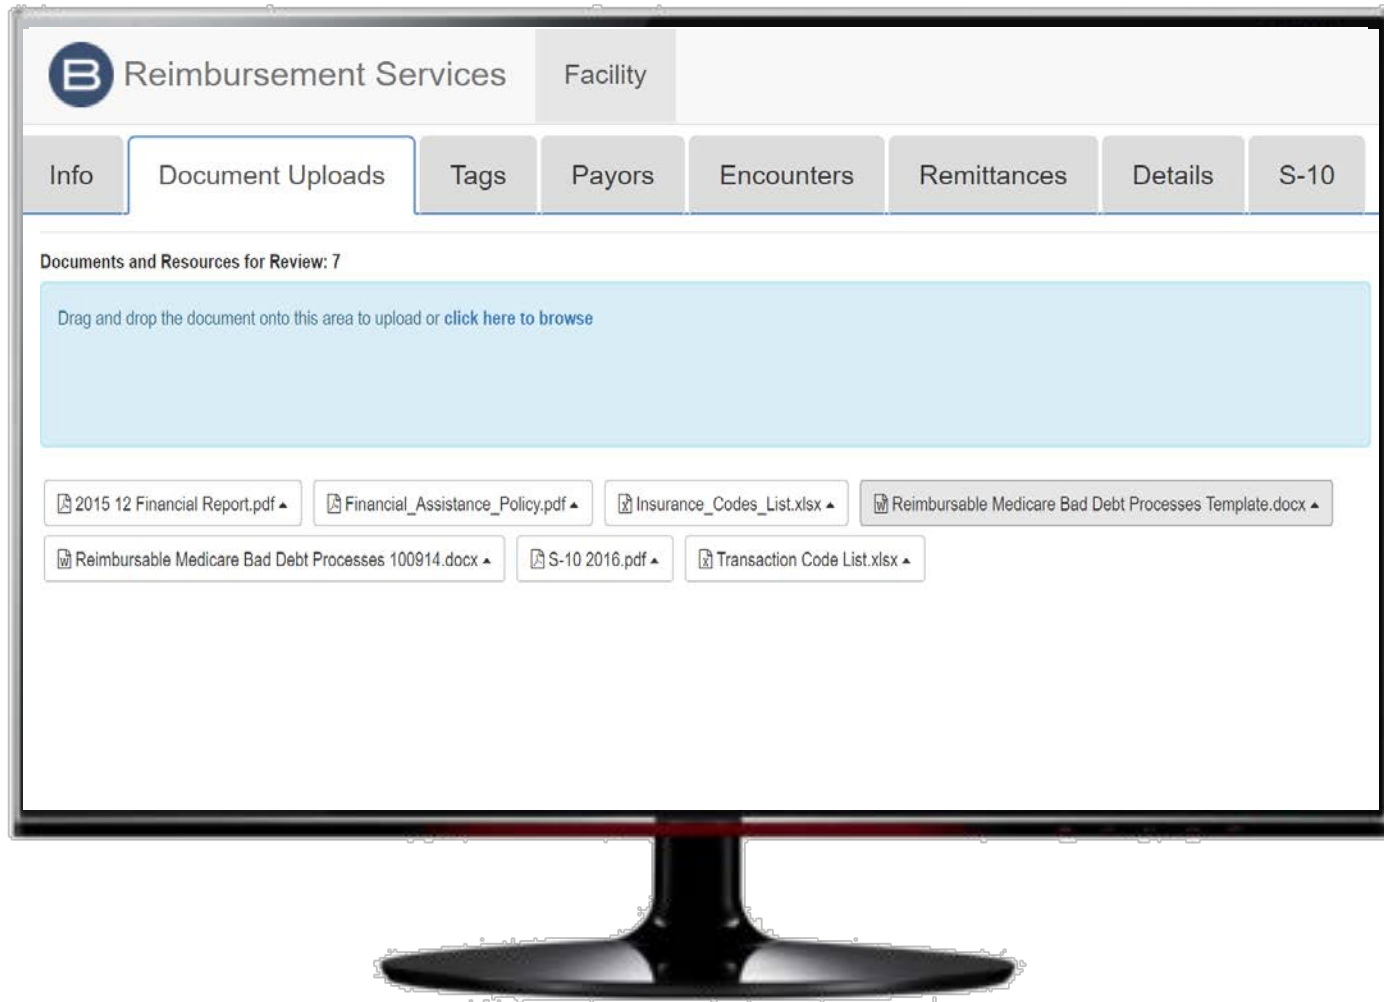 B Reimbursement Services Facility
Info Document Uploads Tags Payors Encounters Remittances Details S-10
Documents and Resources for Review: 7
Drag and drop the document onto this area to upload or click here to browse
2015 12 Financial Report.pdf Financial_Assistance_Policy.pdf Insurance_Codes_List.xlsx Reimbursable Medicare Bad Debt Processes Template.docx
Reimbursable Medicare Bad Debt Processes 100914.docx S-10 2016.pdf Transaction Code List.xlsx